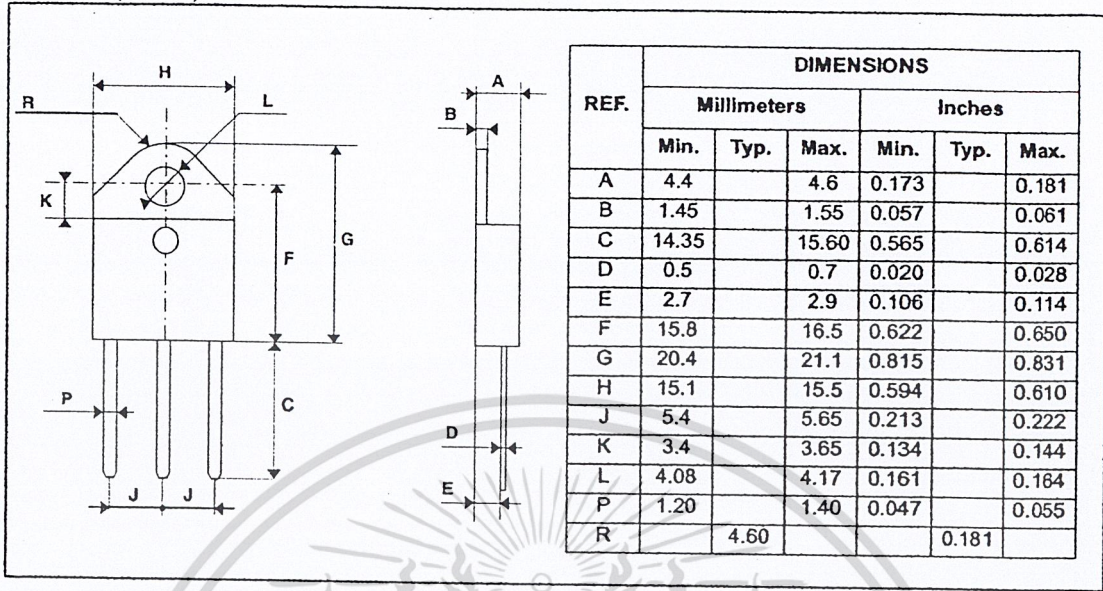 H
A
R
L
B
K
F
G
P
C
D
E
J J
DIMENSIONS
REF. Millimeters Inches
Min. Typ. Max. Min. Typ. Max.
A 4.4 4.6 0.173 0.181
B 1.45 1.55 0.057 0.061
C 14.35 15.60 0.565 0.614
D 0.5 0.7 0.020 0.028
E 2.7 2.9 0.106 0.114
F 15.8 16.5 0.622 0.650
G 20.4 21.1 0.815 0.831
H 15.1 15.5 0.594 0.610
J 5.4 5.65 0.213 0.222
K 3.4 3.65 0.134 0.144
L 4.08 4.17 0.161 0.164
P 1.20 1.40 0.047 0.055
R 4.60 0.181